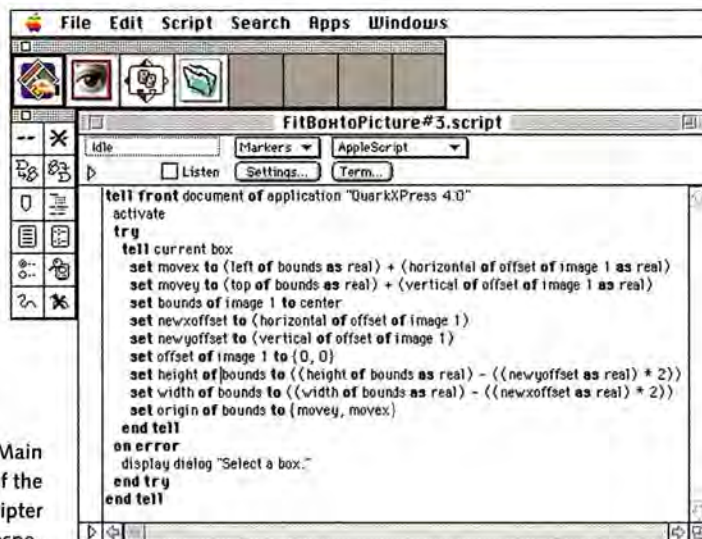 File Edit Script Search Apps Windows
FitBoxtoPicture#3.script
Idle Markers AppleScript
Listen Settings... Term...
tell front document of application "QuarkXPress 4.0"
activate
try
tell current box
set movex to (left of bounds as real) + (horizontal of offset of image 1 as real)
set movey to (top of bounds as real) + (vertical of offset of image 1 as real)
set bounds of image 1 to center
set newxoffset to (horizontal of offset of image 1)
set newyoffset to (vertical of offset of image 1)
set offset of image 1 to {0, 0}
set height of bounds to ((height of bounds as real) - ((newyoffset as real) * 2))
set width of bounds to ((width of bounds as real) - ((newxoffset as real) * 2))
set origin of bounds to {movey, movex}
end tell
on error
display dialog "Select a box."
end try
end tell
Main
f the
ipter